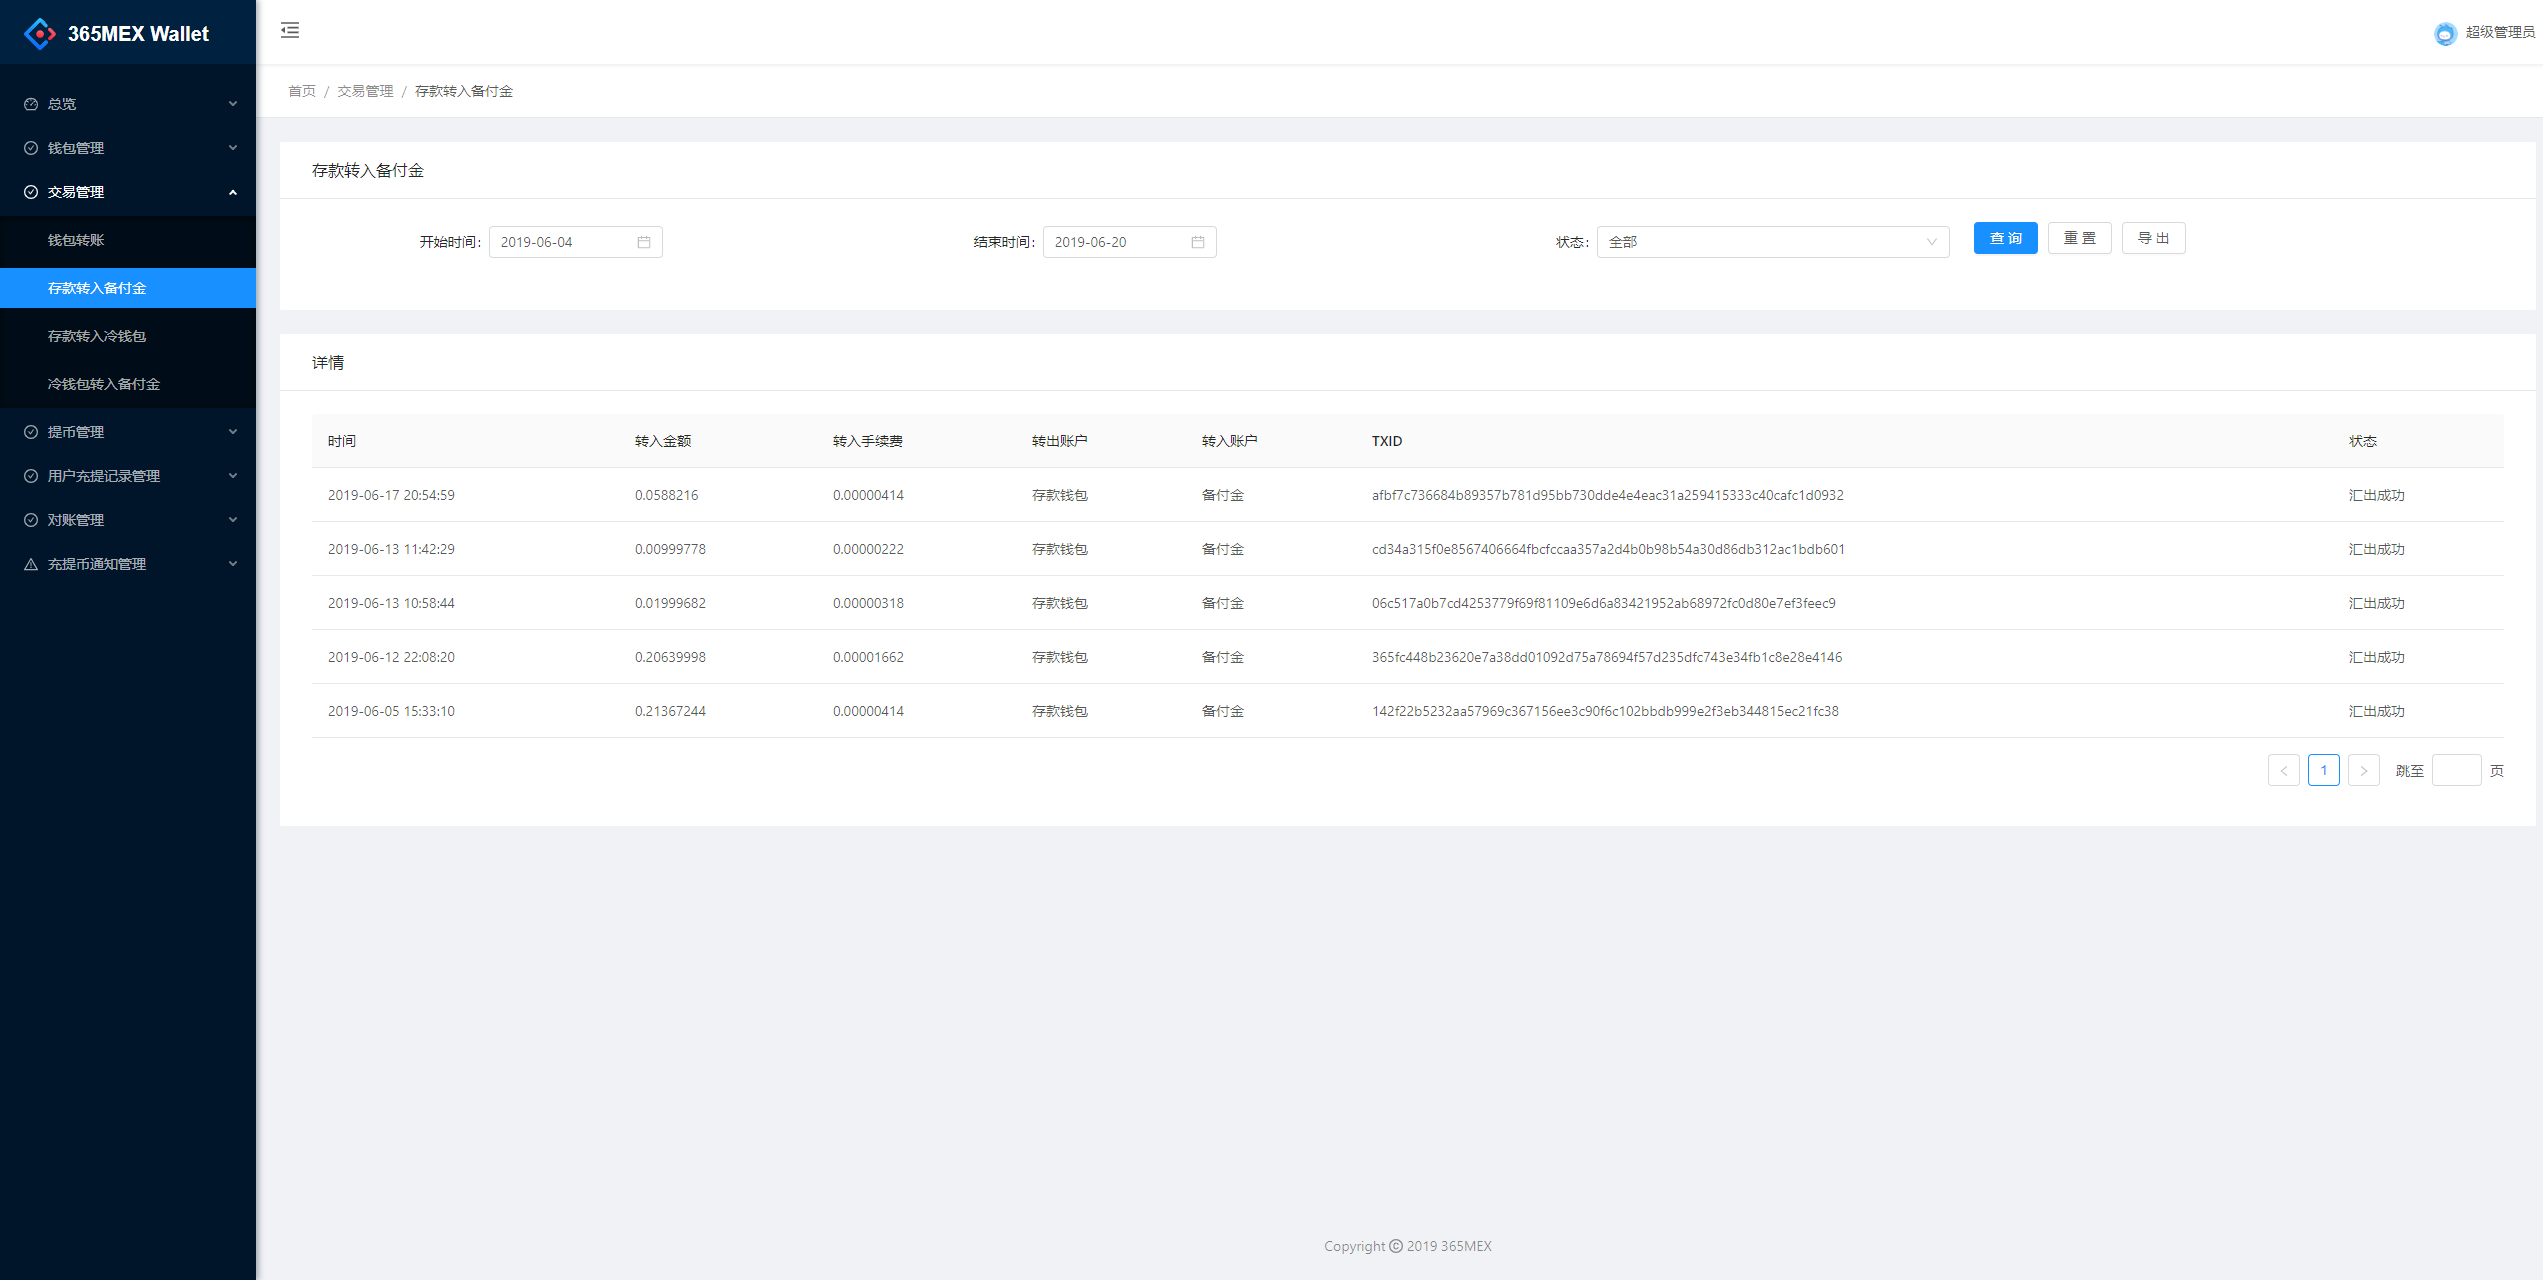 365MEX Wallet
超级管理员
总览
钱包管理
交易管理
钱包转账
存款转入备付金
存款转入冷钱包
冷钱包转入备付金
提币管理
用户充提记录管理
对账管理
充提币通知管理
首页 / 交易管理 / 存款转入备付金
存款转入备付金
开始时间: 2019-06-04 结束时间: 2019-06-20 状态: 全部 查 询 重 置 导 出
详情
时间 转入金额 转入手续费 转出账户 转入账户 TXID 状态
2019-06-17 20:54:59 0.0588216 0.00000414 存款钱包 备付金 afbf7c736684b89357b781d95bb730dde4e4eac31a259415333c40cafc1d0932 汇出成功
2019-06-13 11:42:29 0.00999778 0.00000222 存款钱包 备付金 cd34a315f0e8567406664fbcfccaa357a2d4b0b98b54a30d86db312ac1bdb601 汇出成功
2019-06-13 10:58:44 0.01999682 0.00000318 存款钱包 备付金 06c517a0b7cd4253779f69f81109e6d6a83421952ab68972fc0d80e7ef3feec9 汇出成功
2019-06-12 22:08:20 0.20639998 0.00001662 存款钱包 备付金 365fc448b23620e7a38dd01092d75a78694f57d235dfc743e34fb1c8e28e4146 汇出成功
2019-06-05 15:33:10 0.21367244 0.00000414 存款钱包 备付金 142f22b5232aa57969c367156ee3c90f6c102bbdb999e2f3eb344815ec21fc38 汇出成功
< 1 > 跳至 页
Copyright © 2019 365MEX